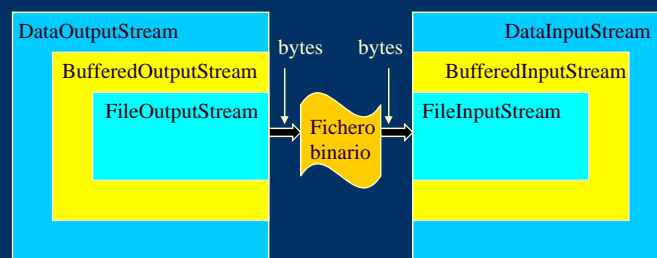 DataOutputStream
BufferedOutputStream
FileOutputStream
bytes
Fichero
binario
bytes
DataInputStream
BufferedInputStream
FileInputStream